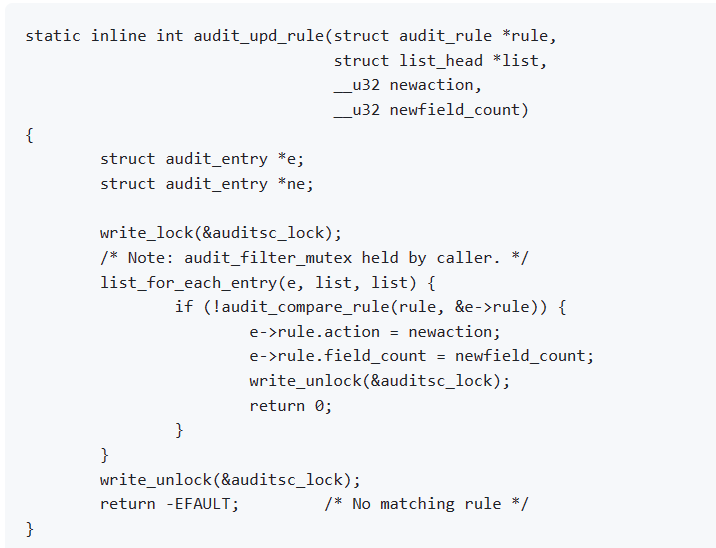 static inline int audit_upd_rule(struct audit_rule *rule,
                                 struct list_head *list,
                                 __u32 newaction,
                                 __u32 newfield_count)
{
        struct audit_entry *e;
        struct audit_entry *ne;

        write_lock(&auditsc_lock);
        /* Note: audit_filter_mutex held by caller. */
        list_for_each_entry(e, list, list) {
                if (!audit_compare_rule(rule, &e->rule)) {
                        e->rule.action = newaction;
                        e->rule.field_count = newfield_count;
                        write_unlock(&auditsc_lock);
                        return 0;
                }
        }
        write_unlock(&auditsc_lock);
        return -EFAULT;         /* No matching rule */
}